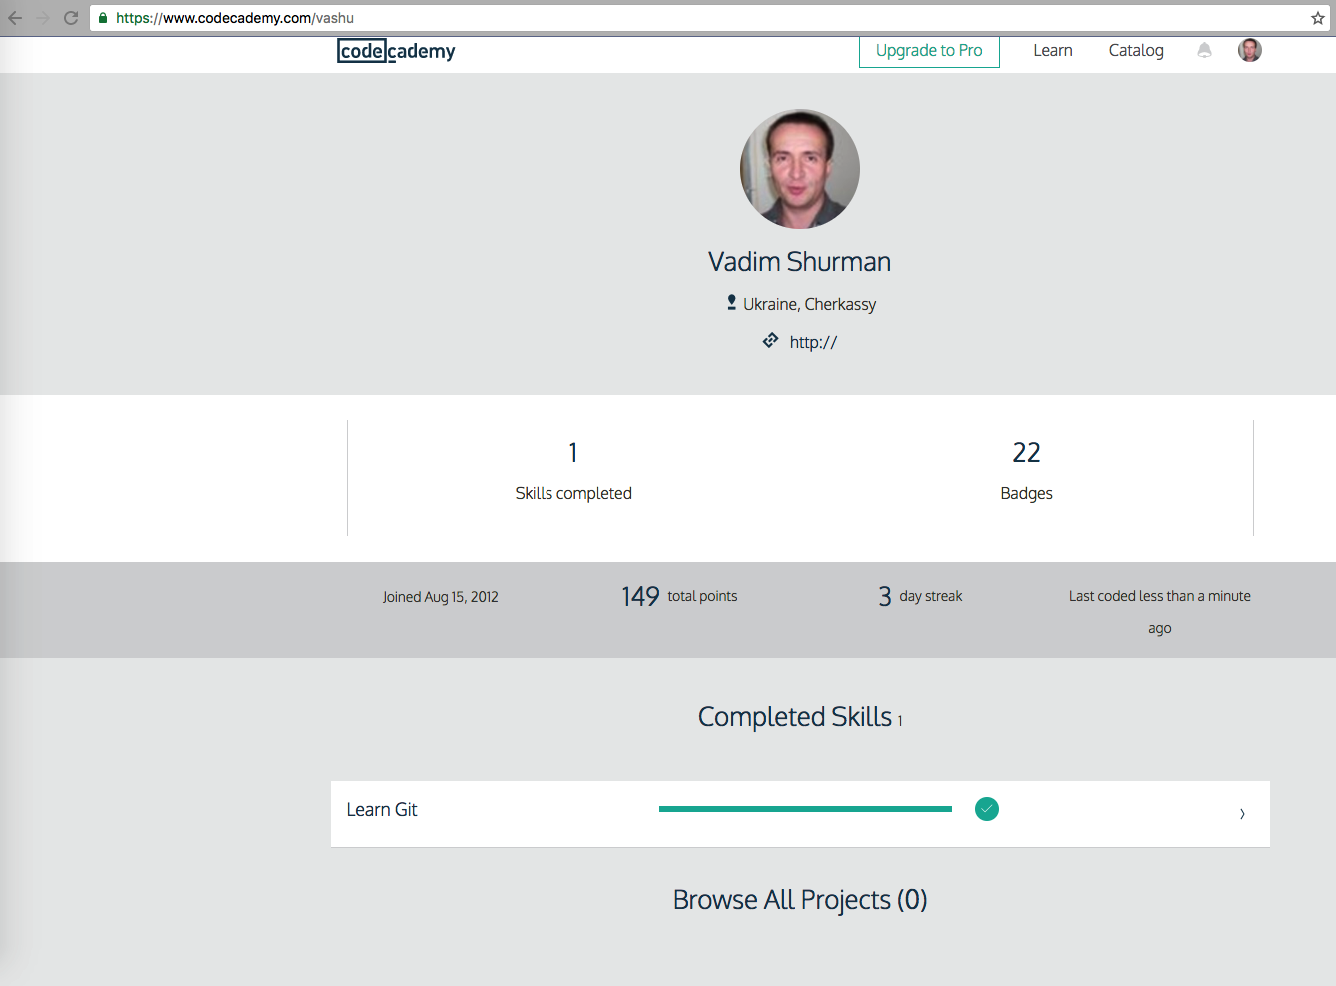 https://www.codecademy.com/vashu
codecademy
Upgrade to Pro
Learn
Catalog
Vadim Shurman
Ukraine, Cherkassy
http://
1
22
Skills completed
Badges
Joined Aug 15, 2012
149 total points
3 day streak
Last coded less than a minute
ago
Completed Skills 1
Learn Git
Browse All Projects (0)